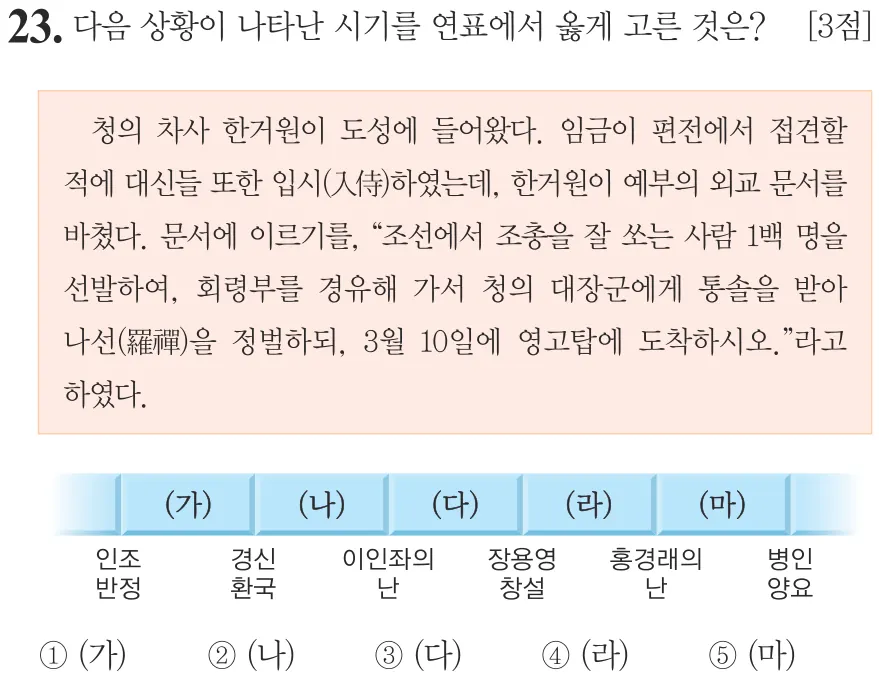 23. 다음 상황이 나타난 시기를 연표에서 옳게 고른 것은? [3점]
청의 차사 한거원이 도성에 들어왔다. 임금이 편전에서 접견할
적에 대신들 또한 입시(入侍)하였는데, 한거원이 예부의 외교 문서를
바쳤다. 문서에 이르기를, “조선에서 조총을 잘 쏘는 사람 1백 명을
선발하여, 회령부를 경유해 가서 청의 대장군에게 통솔을 받아
나선(羅禪)을 정벌하되, 3월 10일에 영고탑에 도착하시오.”라고
하였다.
(가) (나) (다) (라) (마)
인조 경신 이인좌의 장용영 홍경래의 병인
반정 환국 난 창설 난 양요
① (가) ② (나) ③ (다) ④ (라) ⑤ (마)